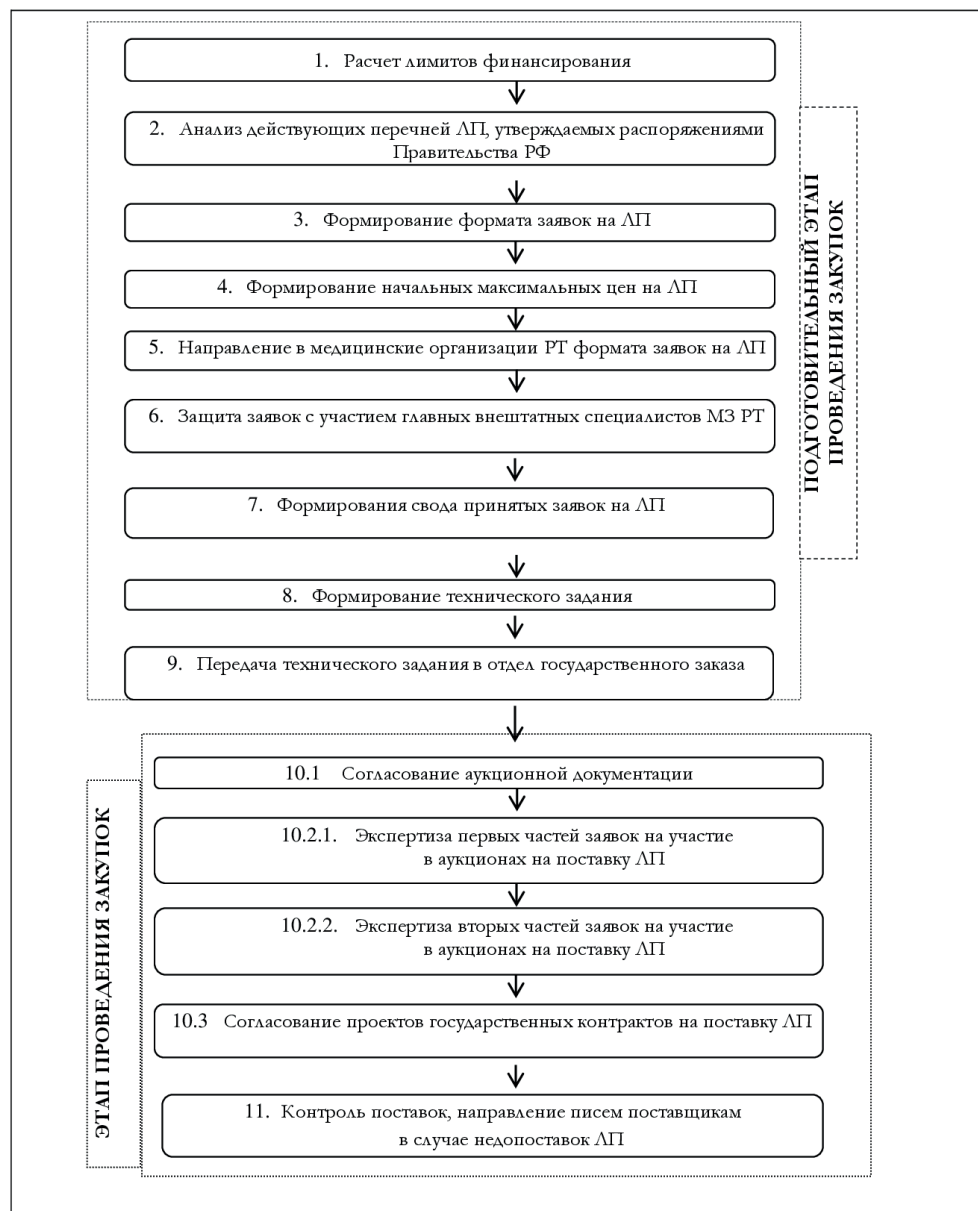 1. Расчет лимитов финансирования
2. Анализ действующих перечней ЛП, утверждаемых распоряжениями
Правительства РФ
3. Формирование формата заявок на ЛП
4. Формирование начальных максимальных цен на ЛП
5. Направление в медицинские организации РТ формата заявок на ЛП
6. Защита заявок с участием главных внештатных специалистов МЗ РТ
7. Формирования свода принятых заявок на ЛП
8. Формирование технического задания
9. Передача технического задания в отдел государственного заказа
ПОДГОТОВИТЕЛЬНЫЙ ЭТАП
ПРОВЕДЕНИЯ ЗАКУПОК
ЭТАП ПРОВЕДЕНИЯ ЗАКУПОК
10.1 Согласование аукционной документации
10.2.1. Экспертиза первых частей заявок на участие
в аукционах на поставку ЛП
10.2.2. Экспертиза вторых частей заявок на участие
в аукционах на поставку ЛП
10.3 Согласование проектов государственных контрактов на поставку ЛП
11. Контроль поставок, направление писем поставщикам
в случае недопоставок ЛП